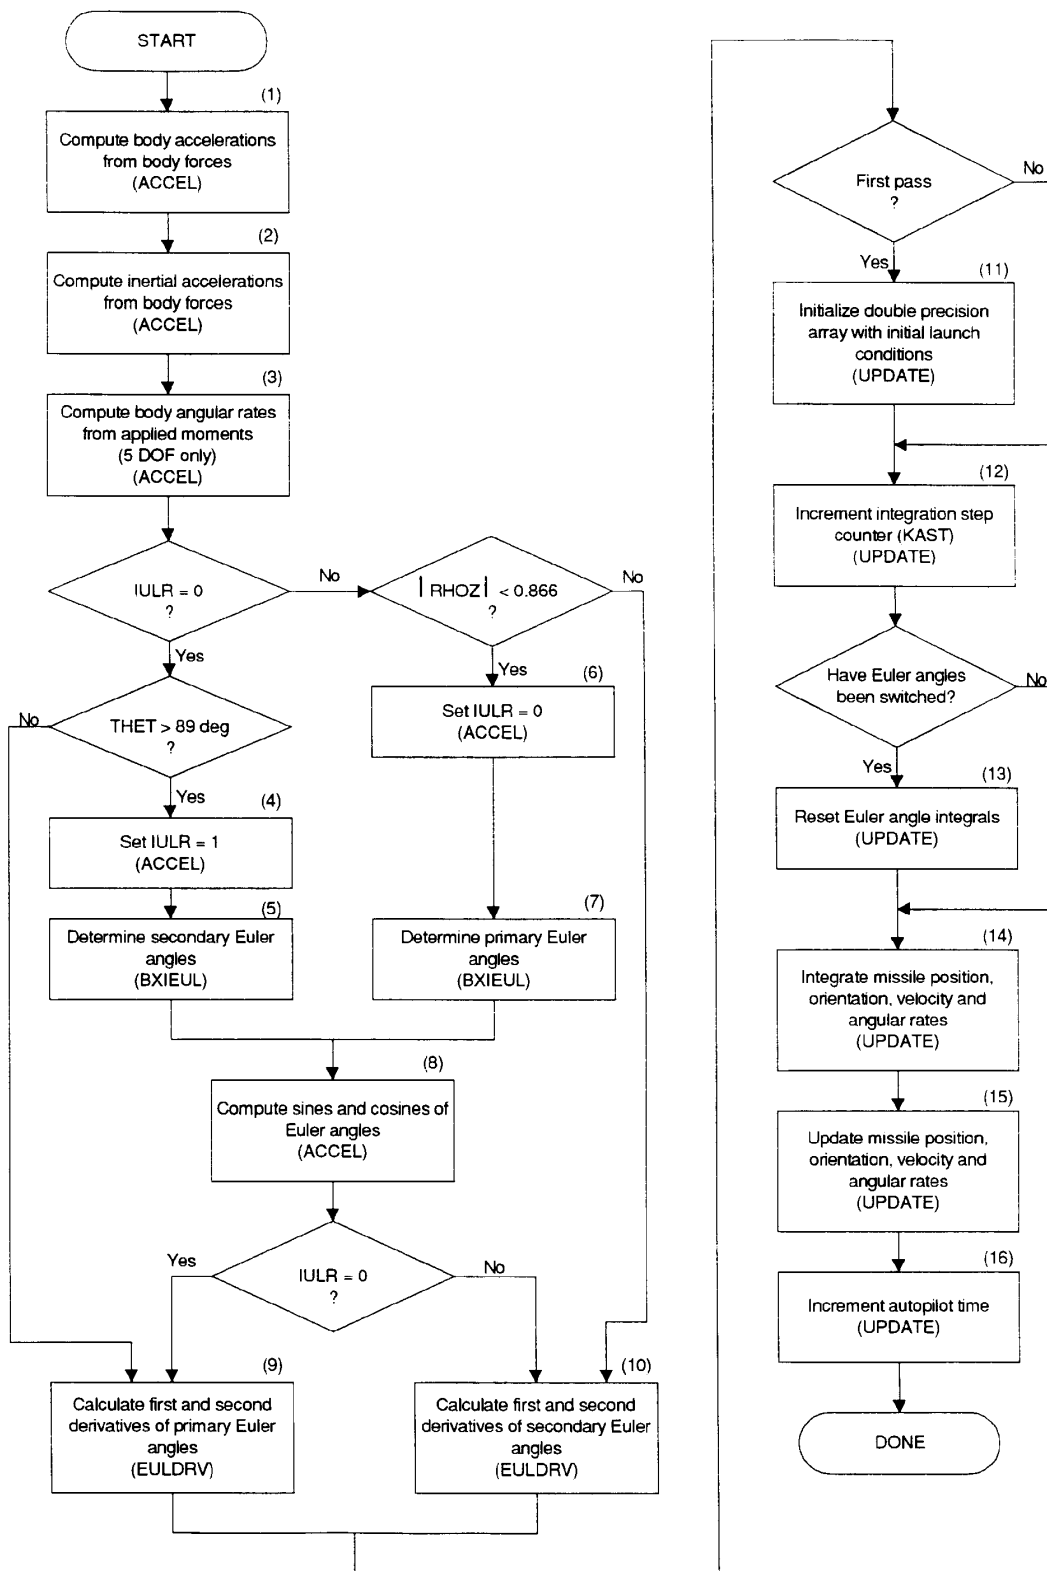 START
(1)
Compute body accelerations
from body forces
(ACCEL)
(2)
Compute inertial accelerations
from body forces
(ACCEL)
(3)
Compute body angular rates
from applied moments
(5 DOF only)
(ACCEL)
IULR = 0
?
No
Yes
|RHOZ| < 0.866
?
No
Yes
THET > 89 deg
?
No
Yes
(4)
Set IULR = 1
(ACCEL)
(5)
Determine secondary Euler
angles
(BXIEUL)
(6)
Set IULR = 0
(ACCEL)
(7)
Determine primary Euler
angles
(BXIEUL)
(8)
Compute sines and cosines of
Euler angles
(ACCEL)
IULR = 0
?
Yes
No
(9)
Calculate first and second
derivatives of primary Euler
angles
(EULDRV)
(10)
Calculate first and second
derivatives of secondary Euler
angles
(EULDRV)
First pass
?
No
Yes
(11)
Initialize double precision
array with initial launch
conditions
(UPDATE)
(12)
Increment integration step
counter (KAST)
(UPDATE)
Have Euler angles
been switched?
No
Yes
(13)
Reset Euler angle integrals
(UPDATE)
(14)
Integrate missile position,
orientation, velocity and
angular rates
(UPDATE)
(15)
Update missile position,
orientation, velocity and
angular rates
(UPDATE)
(16)
Increment autopilot time
(UPDATE)
DONE